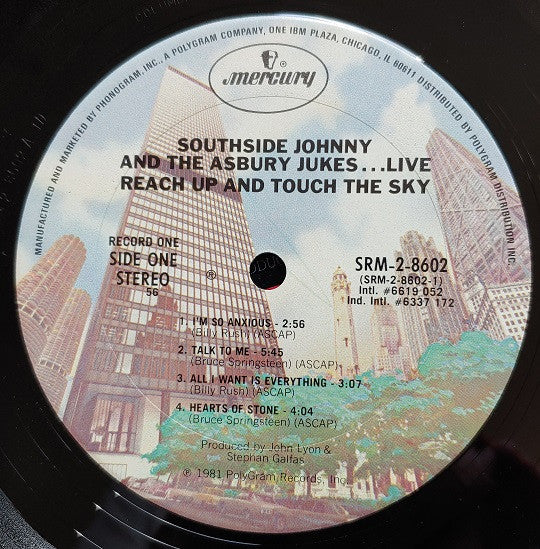 MANUFACTURED AND MARKETED BY PHONOGRAM, INC., A POLYGRAM COMPANY, ONE IBM PLAZA, CHICAGO, IL 60611 DISTRIBUTED BY POLYGRAM DISTRIBUTION INC.
mercury
SOUTHSIDE JOHNNY
AND THE ASBURY JUKES...LIVE
REACH UP AND TOUCH THE SKY
RECORD ONE
SIDE ONE
STEREO
56
℗
SRM-2-8602
(SRM-2-8602-1)
Intl. #6619 052
Ind. Intl. #6337 172
1. I'M SO ANXIOUS - 2:56
(Billy Rush) (ASCAP)
2. TALK TO ME - 5:45
(Bruce Springsteen) (ASCAP)
3. ALL I WANT IS EVERYTHING - 3:07
(Billy Rush) (ASCAP)
4. HEARTS OF STONE - 4:04
(Bruce Springsteen) (ASCAP)
Produced by John Lyon &
Stephan Galfas
℗ 1981 PolyGram Records, Inc.